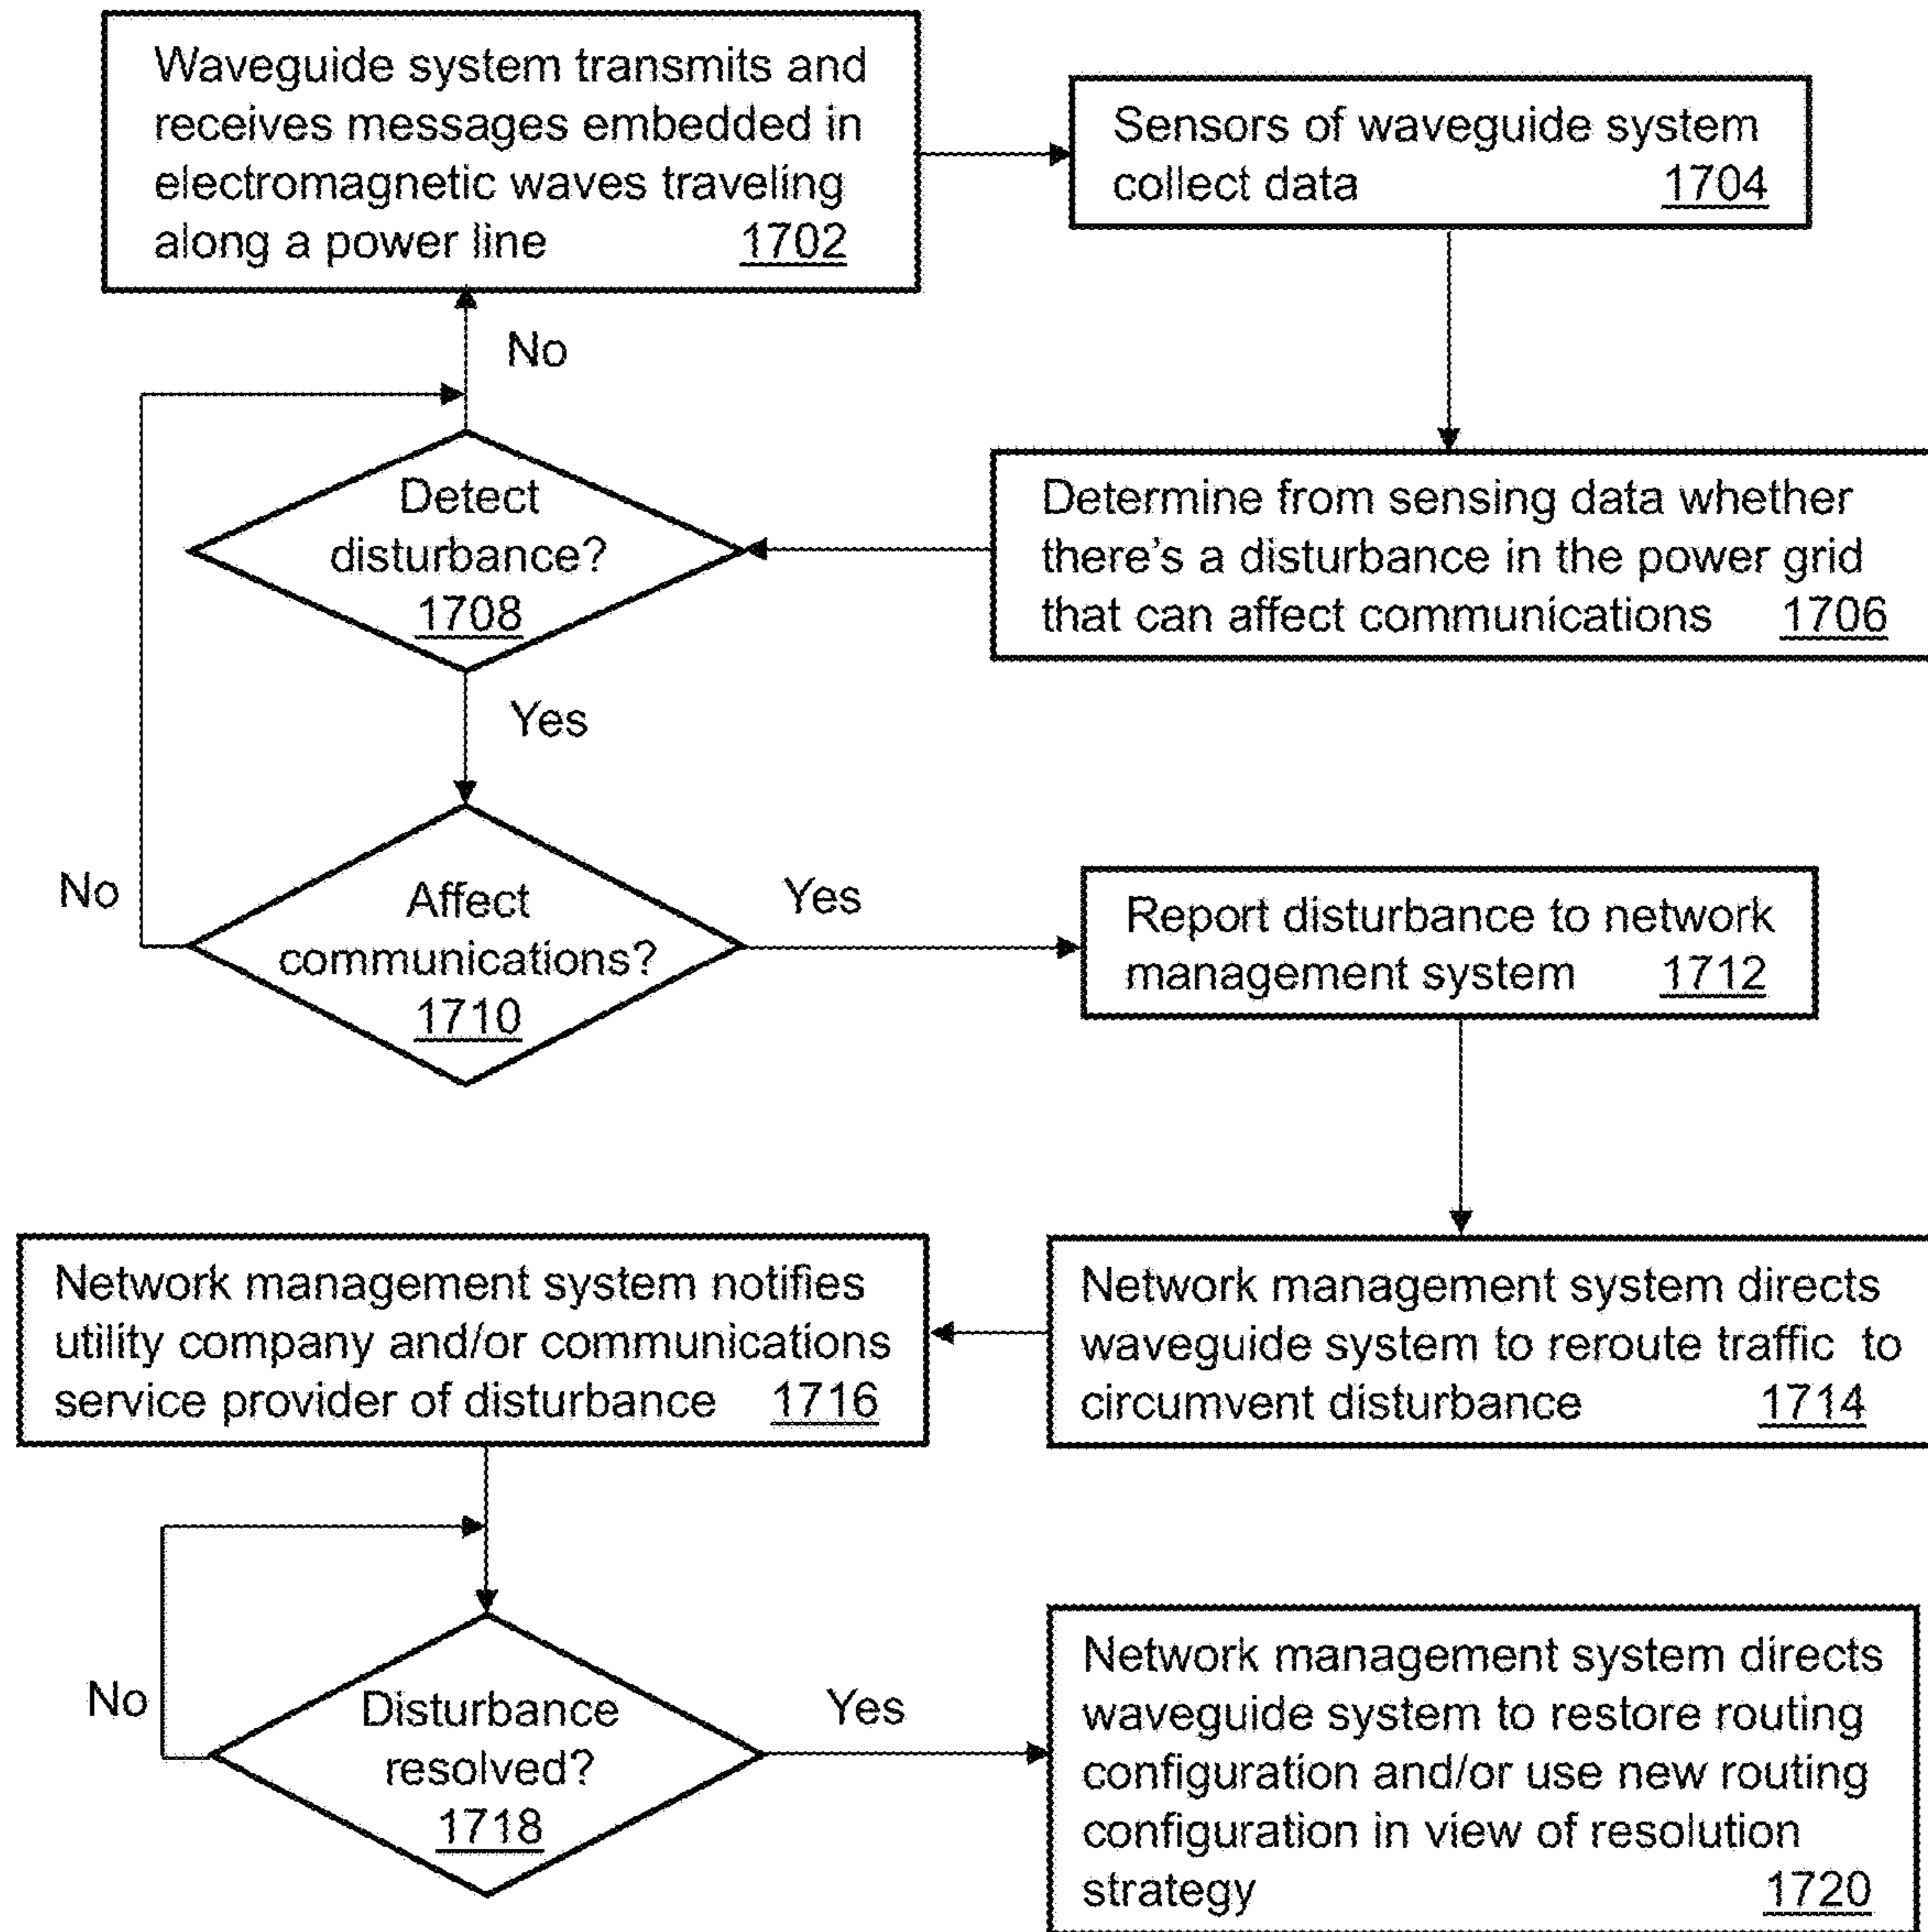 Waveguide system transmits and
receives messages embedded in
electromagnetic waves traveling
along a power line 1702
Sensors of waveguide system
collect data 1704
No
Detect
disturbance?
1708
Determine from sensing data whether
there's a disturbance in the power grid
that can affect communications 1706
Yes
No
Affect
communications?
1710
Yes
Report disturbance to network
management system 1712
Network management system notifies
utility company and/or communications
service provider of disturbance 1716
Network management system directs
waveguide system to reroute traffic to
circumvent disturbance 1714
No
Disturbance
resolved?
1718
Yes
Network management system directs
waveguide system to restore routing
configuration and/or use new routing
configuration in view of resolution
strategy 1720